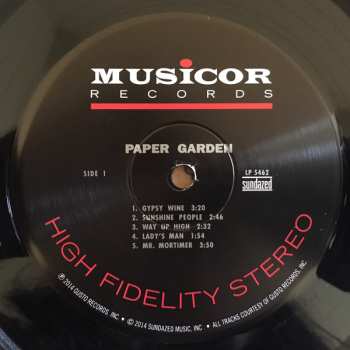 MUSICOR
RECORDS
PAPER GARDEN
SIDE 1
LP 5462
sundazed
1. GYPSY WINE 3:20
2. SUNSHINE PEOPLE 2:46
3. WAY UP HIGH 2:32
4. LADY'S MAN 1:54
5. MR. MORTIMER 3:50
HIGH FIDELITY STEREO
℗2014 GUSTO RECORDS, INC. • ©2014 SUNDAZED MUSIC, INC. • ALL TRACKS COURTESY OF GUSTO RECORDS, INC.